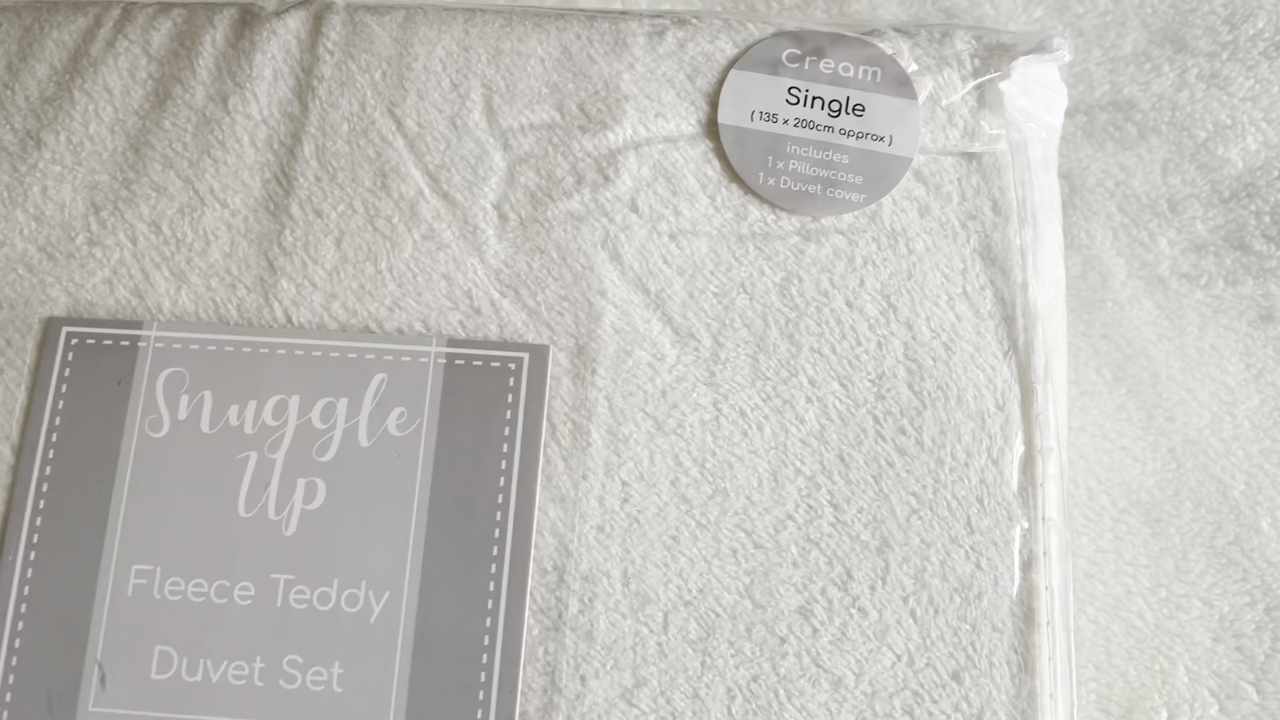 Cream
Single
( 135 x 200cm approx )
includes
1 x Pillowcase
1 x Duvet cover
Snuggle
Up
Fleece Teddy
Duvet Set